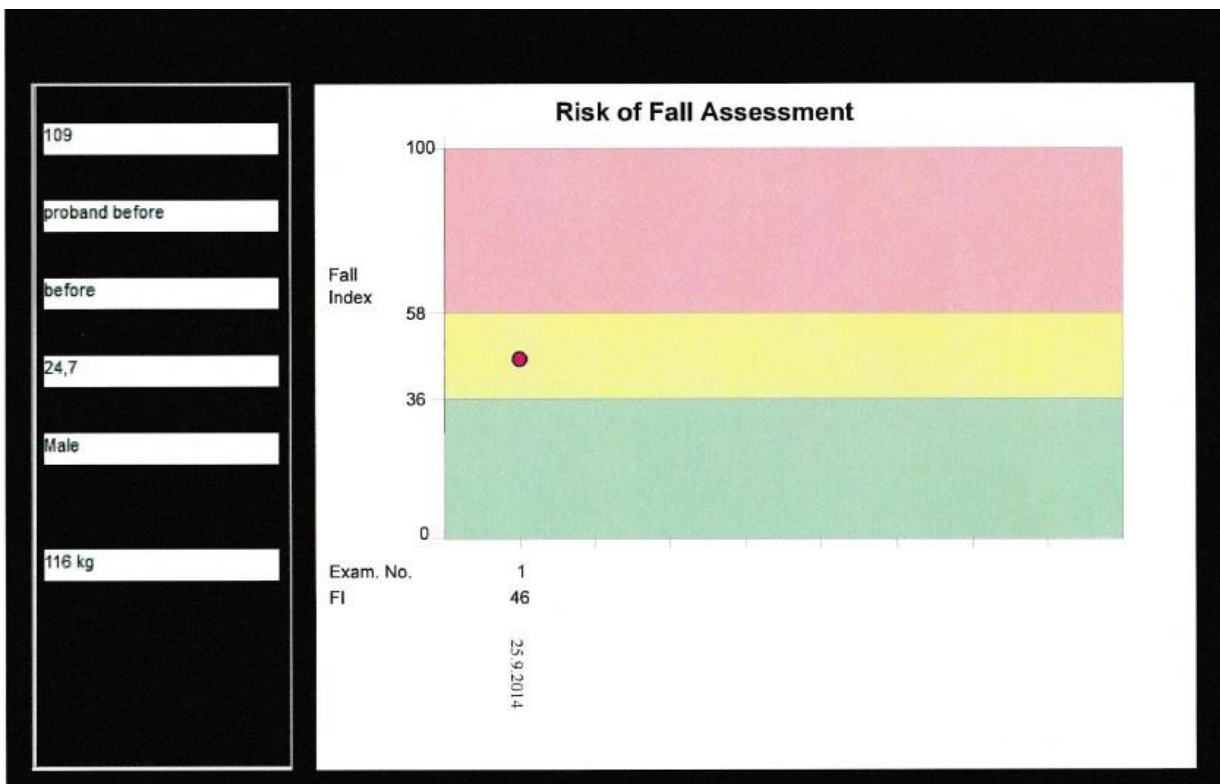 109
proband before
before
24,7
Male
116 kg
Risk of Fall Assessment
100
Fall
Index
58
36
0
Exam. No. 1
FI 46
25.9.2014